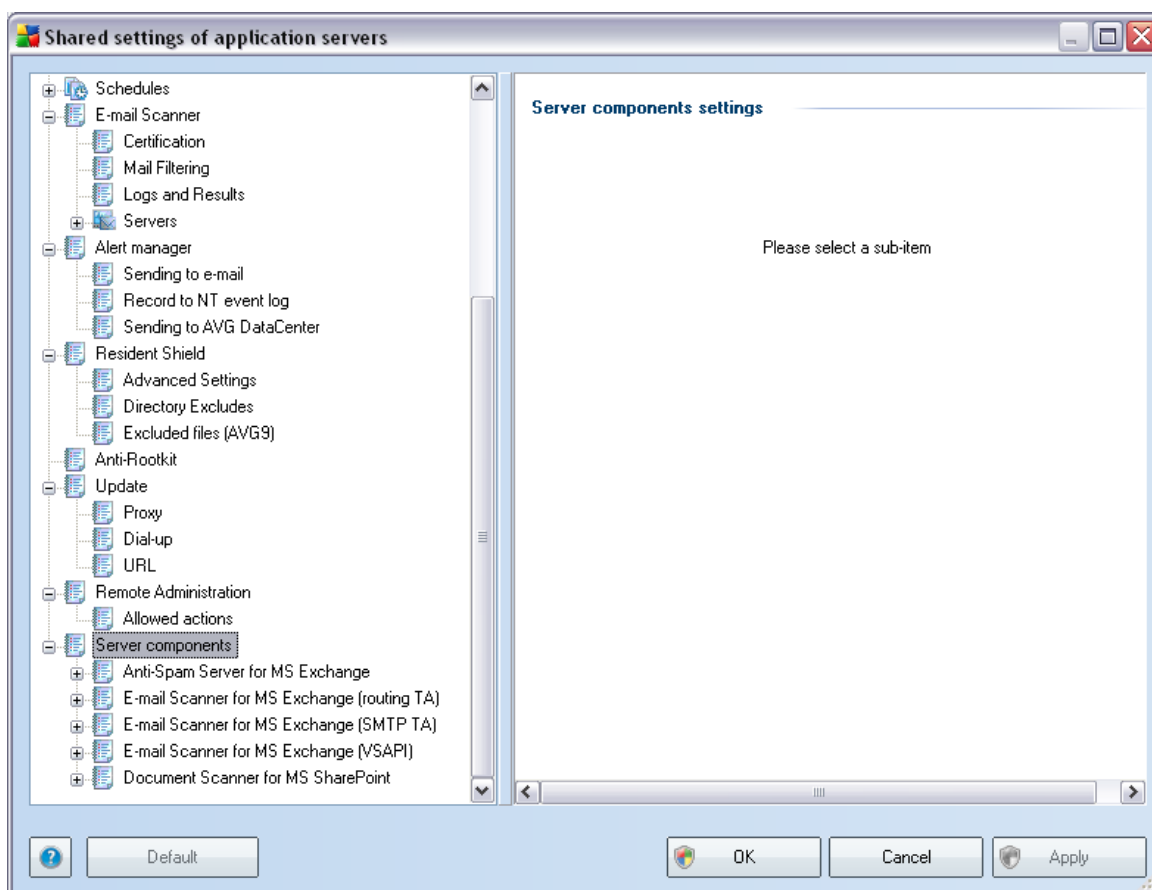 Shared settings of application servers
Schedules
E-mail Scanner
Certification
Mail Filtering
Logs and Results
Servers
Alert manager
Sending to e-mail
Record to NT event log
Sending to AVG DataCenter
Resident Shield
Advanced Settings
Directory Excludes
Excluded files (AVG9)
Anti-Rootkit
Update
Proxy
Dial-up
URL
Remote Administration
Allowed actions
Server components
Anti-Spam Server for MS Exchange
E-mail Scanner for MS Exchange (routing TA)
E-mail Scanner for MS Exchange (SMTP TA)
E-mail Scanner for MS Exchange (VSAPI)
Document Scanner for MS SharePoint
Server components settings
Please select a sub-item
Default
OK
Cancel
Apply